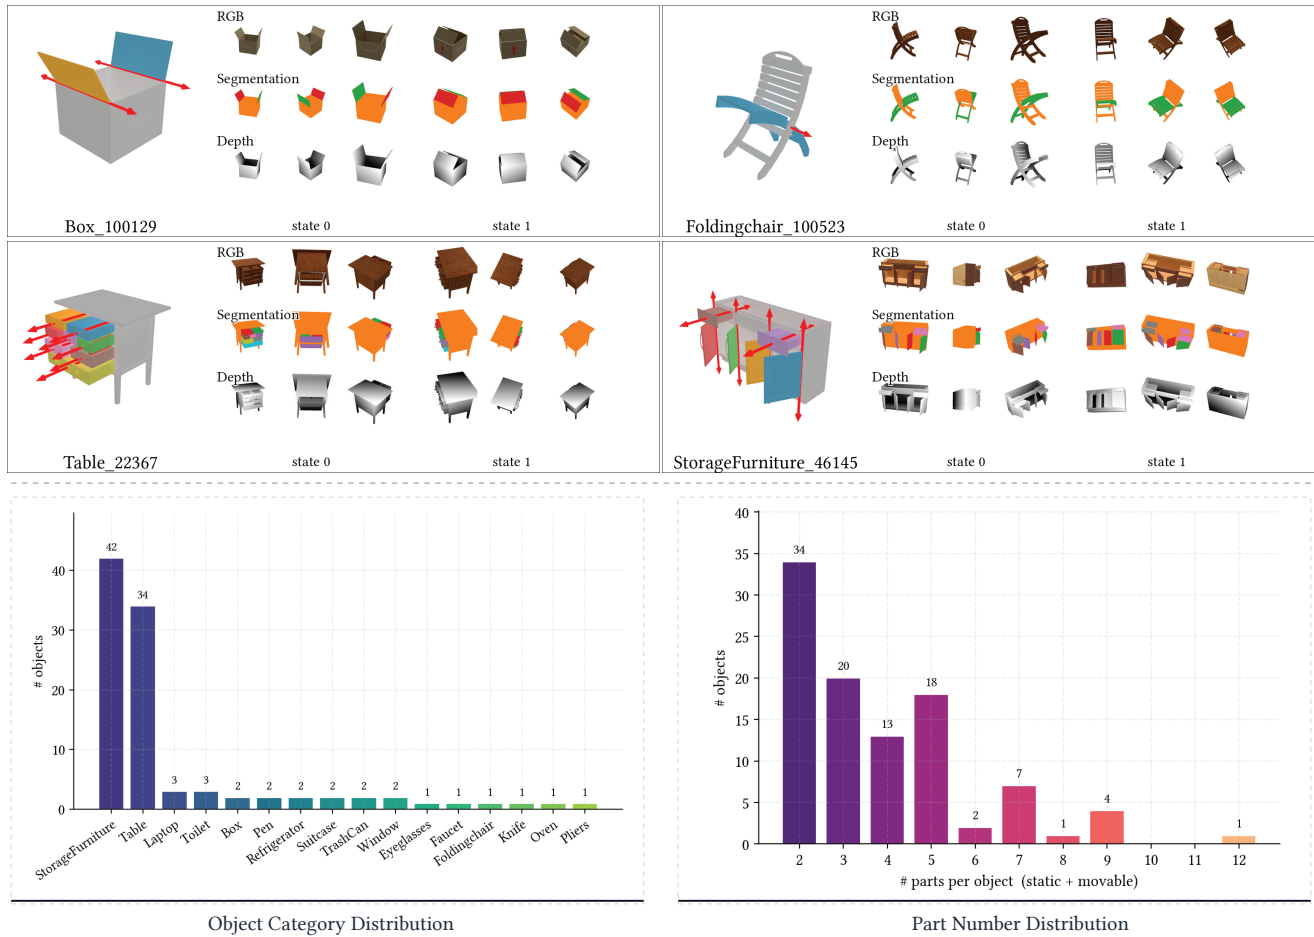 RGB
Segmentation
Depth
Box_100129
state 0
state 1
RGB
Segmentation
Depth
Foldingchair_100523
state 0
state 1
RGB
Segmentation
Depth
Table_22367
state 0
state 1
RGB
Segmentation
Depth
StorageFurniture_46145
state 0
state 1
# objects
40
30
20
10
0
42
34
3
3
2
2
2
2
2
2
1
1
1
1
1
1
StorageFurniture
Table
Laptop
Toilet
Box
Pen
Refrigerator
Suitcase
TrashCan
Window
Eyeglasses
Faucet
Foldingchair
Knife
Oven
Pliers
Object Category Distribution
# objects
40
35
30
25
20
15
10
5
0
34
20
13
18
2
7
1
4
1
2
3
4
5
6
7
8
9
10
11
12
# parts per object (static + movable)
Part Number Distribution